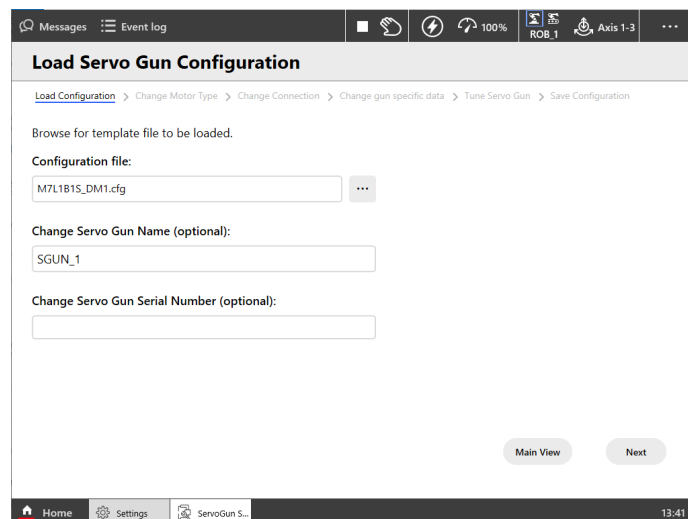 Messages Event log 100% ROB_1 Axis 1-3 ...
Load Servo Gun Configuration
Load Configuration > Change Motor Type > Change Connection > Change gun specific data > Tune Servo Gun > Save Configuration
Browse for template file to be loaded.
Configuration file:
M7L1B1S_DM1.cfg ...
Change Servo Gun Name (optional):
SGUN_1
Change Servo Gun Serial Number (optional):
Main View Next
Home Settings ServoGun S... 13:41